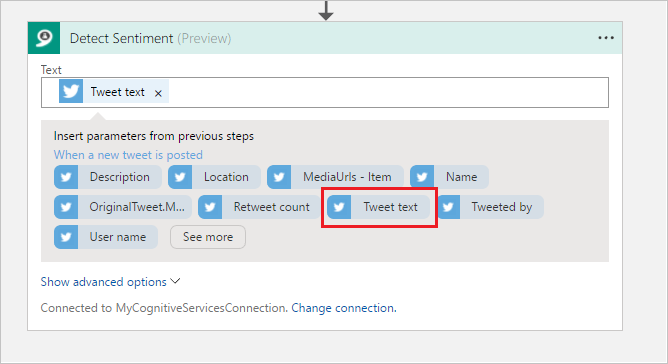 Detect Sentiment (Preview)
Text
Tweet text ×
Insert parameters from previous steps
When a new tweet is posted
Description Location MediaUrls - Item Name
OriginalTweet.M... Retweet count Tweet text Tweeted by
User name See more
Show advanced options
Connected to MyCognitiveServicesConnection. Change connection.